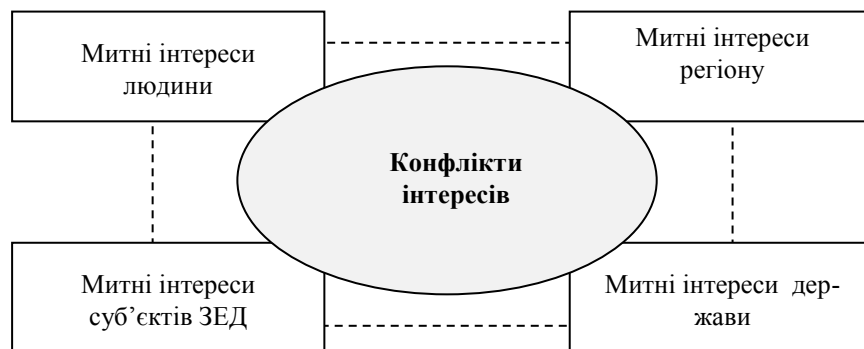 Митні інтереси
людини
Митні інтереси
регіону
Конфлікти
інтересів
Митні інтереси
суб’єктів ЗЕД
Митні інтереси дер-
жави